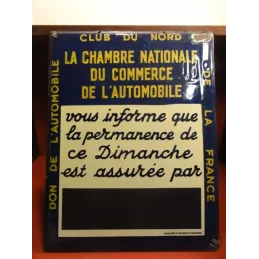 DON DE L'AUTOMOBILE
CLUB DU NORD
DE LA FRANCE
LA CHAMBRE NATIONALE
DU COMMERCE
DE L'AUTOMOBILE
vous informe que
la permanence de
ce Dimanche
est assurée par